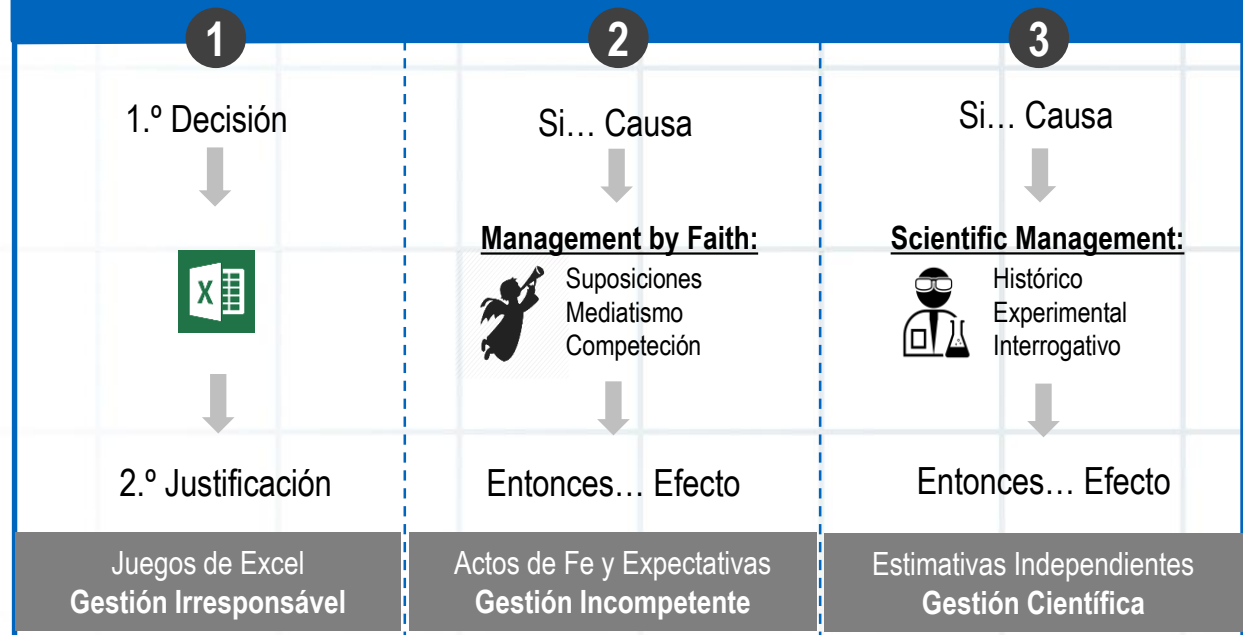 1
1.º Decisión
X
2.º Justificación
Juegos de Excel
Gestión Irresponsável
2
Si… Causa
Management by Faith:
Suposiciones
Mediatismo
Competeción
Entonces… Efecto
Actos de Fe y Expectativas
Gestión Incompetente
3
Si… Causa
Scientific Management:
Histórico
Experimental
Interrogativo
Entonces… Efecto
Estimativas Independientes
Gestión Científica